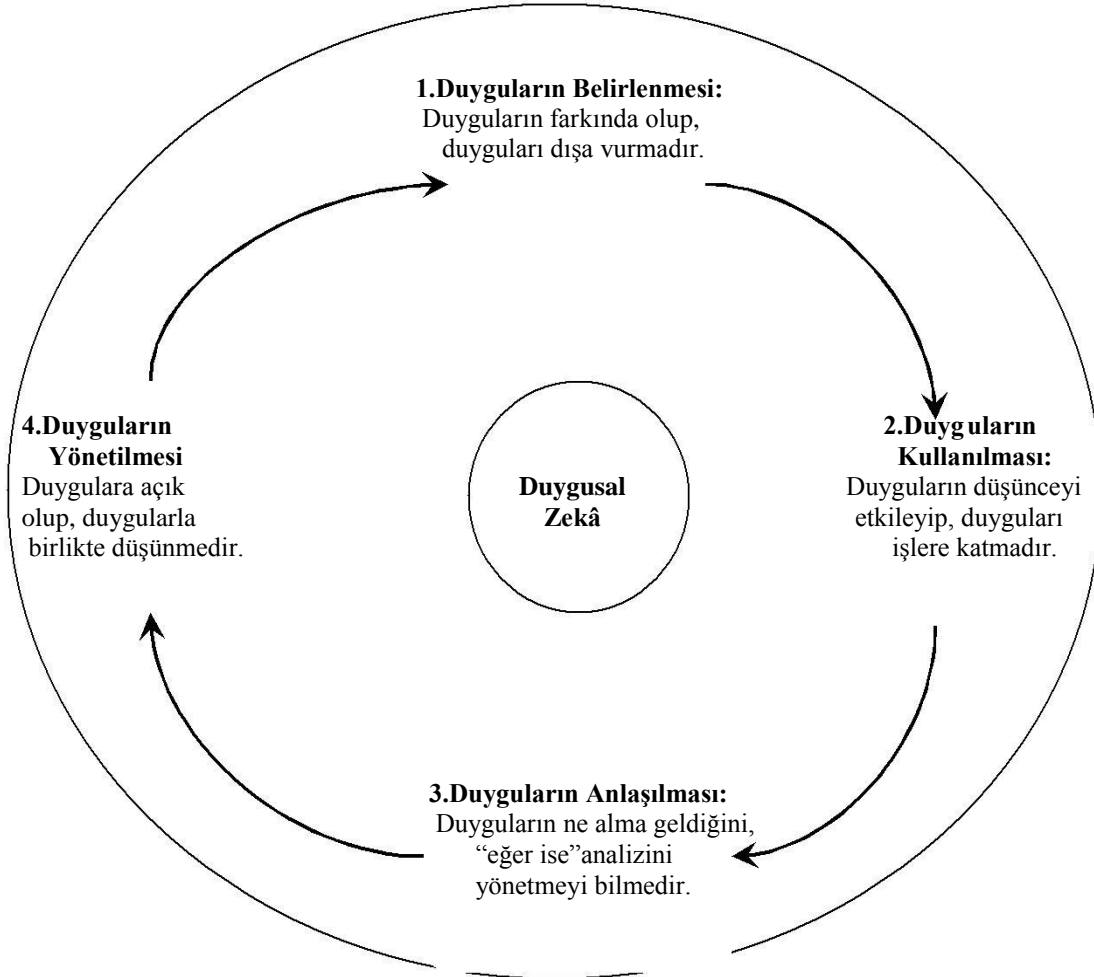 1.Duyguların Belirlenmesi:
Duyguların farkında olup,
duyguları dışa vurmadır.
2.Duyguların
Kullanılması:
Duyguların düşünceyi
etkileyip, duyguları
işlere katmadır.
3.Duyguların Anlaşılması:
Duyguların ne alma geldiğini,
“eğer ise”analizini
yönetmeyi bilmedir.
4.Duyguların
Yönetilmesi
Duygulara açık
olup, duygularla
birlikte düşünmedir.
Duygusal
Zekâ